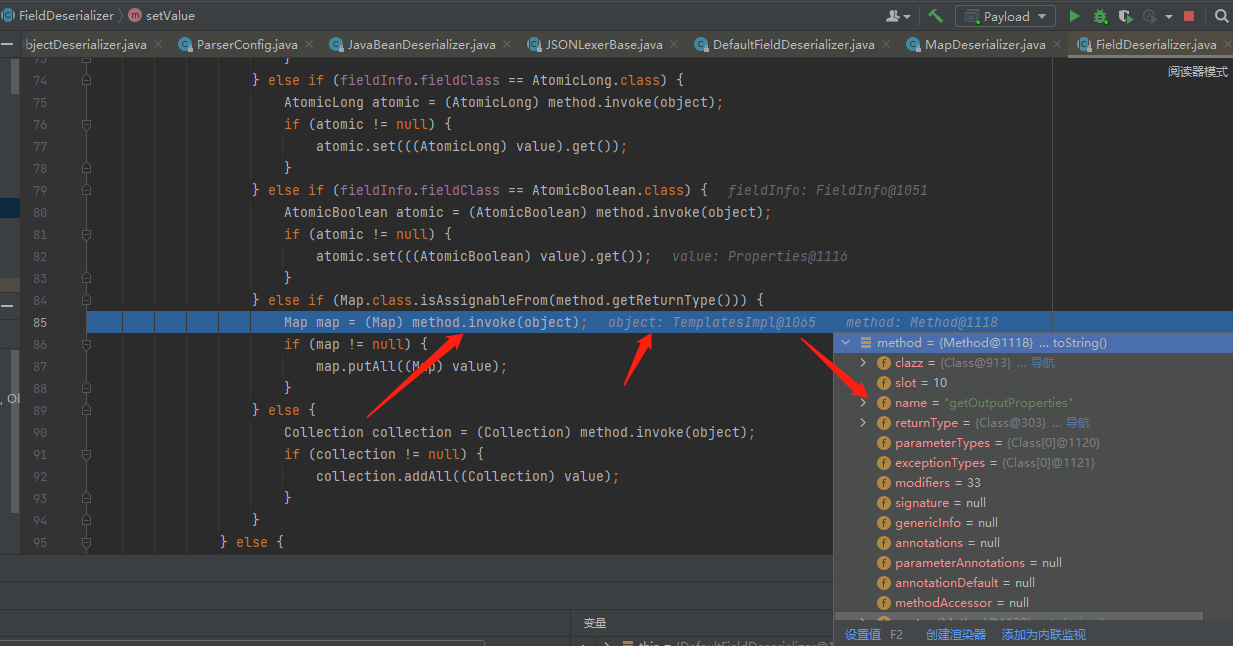 FieldDeserializer 〉 m setValue Payload
bjectDeserializer.java × ParserConfig.java × JavaBeanDeserializer.java × JSONLexerBase.java × DefaultFieldDeserializer.java × MapDeserializer.java × FieldDeserializer.java ×
阅读器模式
73 }
74 } else if (fieldInfo.fieldClass == AtomicLong.class) {
75 AtomicLong atomic = (AtomicLong) method.invoke(object);
76 if (atomic != null) {
77 atomic.set(((AtomicLong) value).get());
78 }
79 } else if (fieldInfo.fieldClass == AtomicBoolean.class) { fieldInfo: FieldInfo@1051
80 AtomicBoolean atomic = (AtomicBoolean) method.invoke(object);
81 if (atomic != null) {
82 atomic.set(((AtomicBoolean) value).get()); value: Properties@1116
83 }
84 } else if (Map.class.isAssignableFrom(method.getReturnType())) {
85 Map map = (Map) method.invoke(object); object: TemplatesImpl@1065 method: Method@1118
86 if (map != null) {
87 map.putAll((Map) value);
88 }
89 } else {
90 Collection collection = (Collection) method.invoke(object);
91 if (collection != null) {
92 collection.addAll((Collection) value);
93 }
94 }
95 } else {
, Ob
method = {Method@1118} ... toString()
f clazz = {Class@913} ... 导航
f slot = 10
f name = "getOutputProperties"
f returnType = {Class@303} ... 导航
f parameterTypes = {Class[0]@1120}
f exceptionTypes = {Class[0]@1121}
f modifiers = 33
f signature = null
f genericInfo = null
f annotations = null
f parameterAnnotations = null
f annotationDefault = null
f methodAccessor = null
设置值 F2 创建渲染器 添加为内联监视
变量
this = {DefaultFieldDeserializer@1